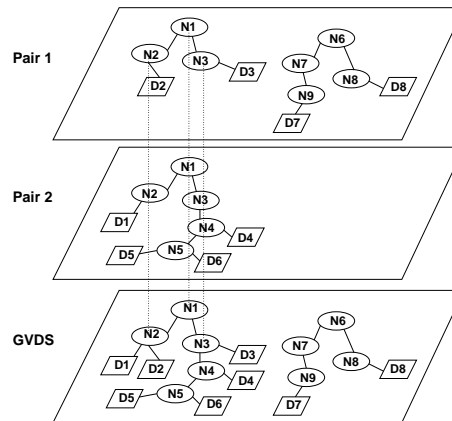 Pair 1
N1
N2
N3
D2
D3
N6
N7
N8
N9
D8
D7
Pair 2
N1
N2
N3
D1
N4
D4
D5
N5
D6
GVDS
N1
N2
N3
D1
D2
D3
N4
D4
D5
N5
D6
N6
N7
N8
D8
N9
D7